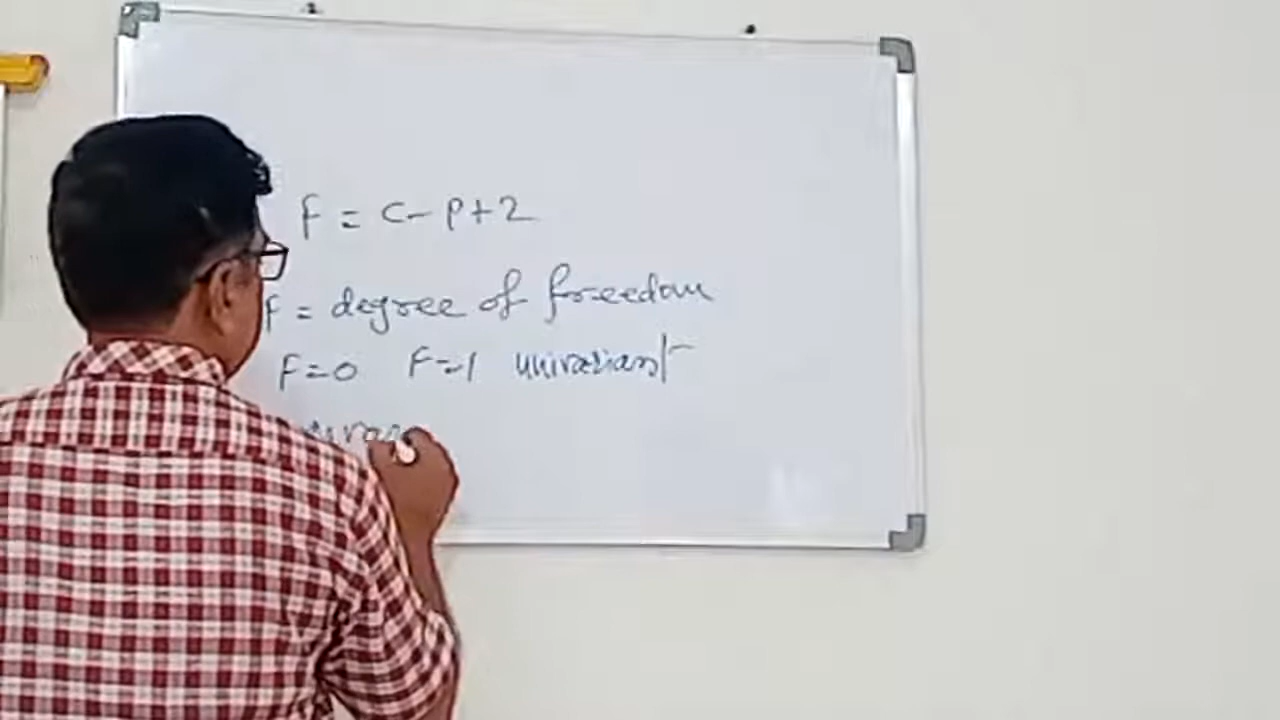 F = C - P + 2
F = degree of freedom
F = 0 F = 1 univariant